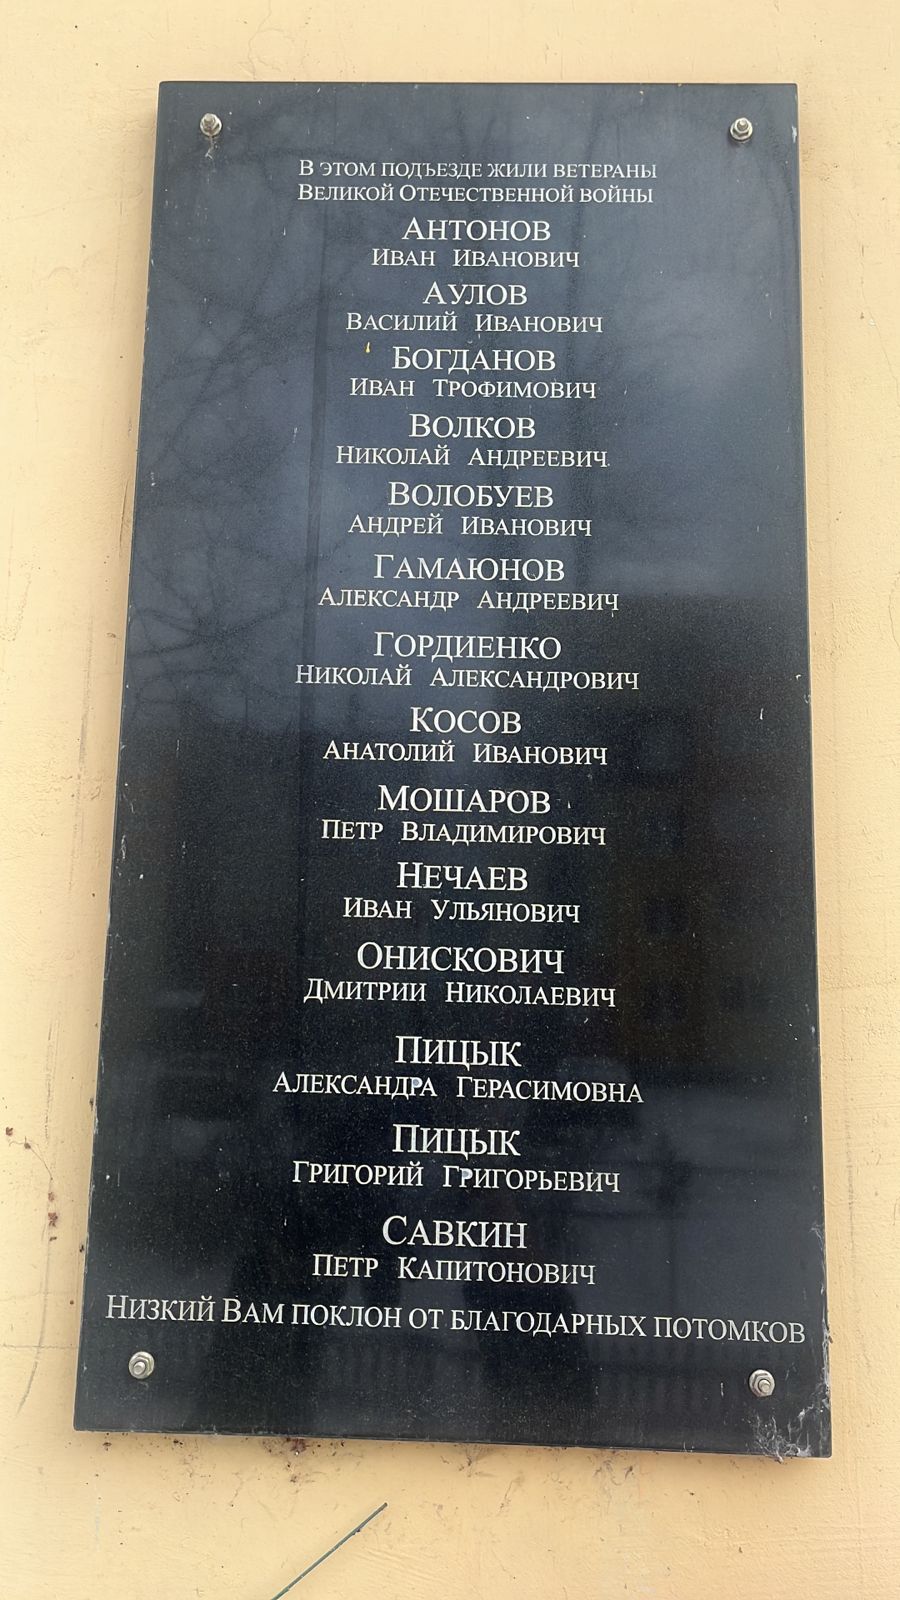 В ЭТОМ ПОДЪЕЗДЕ ЖИЛИ ВЕТЕРАНЫ
ВЕЛИКОЙ ОТЕЧЕСТВЕННОЙ ВОЙНЫ
АНТОНОВ
ИВАН ИВАНОВИЧ
АУЛОВ
ВАСИЛИЙ ИВАНОВИЧ
БОГДАНОВ
ИВАН ТРОФИМОВИЧ
ВОЛКОВ
НИКОЛАЙ АНДРЕЕВИЧ
ВОЛОБУЕВ
АНДРЕЙ ИВАНОВИЧ
ГАМАЮНОВ
АЛЕКСАНДР АНДРЕЕВИЧ
ГОРДИЕНКО
НИКОЛАЙ АЛЕКСАНДРОВИЧ
КОСОВ
АНАТОЛИЙ ИВАНОВИЧ
МОШАРОВ
ПЕТР ВЛАДИМИРОВИЧ
НЕЧАЕВ
ИВАН УЛЬЯНОВИЧ
ОНИСКОВИЧ
ДМИТРИИ НИКОЛАЕВИЧ
ПИЦЫК
АЛЕКСАНДРА ГЕРАСИМОВНА
ПИЦЫК
ГРИГОРИЙ ГРИГОРЬЕВИЧ
САВКИН
ПЕТР КАПИТОНОВИЧ
НИЗКИЙ ВАМ ПОКЛОН ОТ БЛАГОДАРНЫХ ПОТОМКОВ